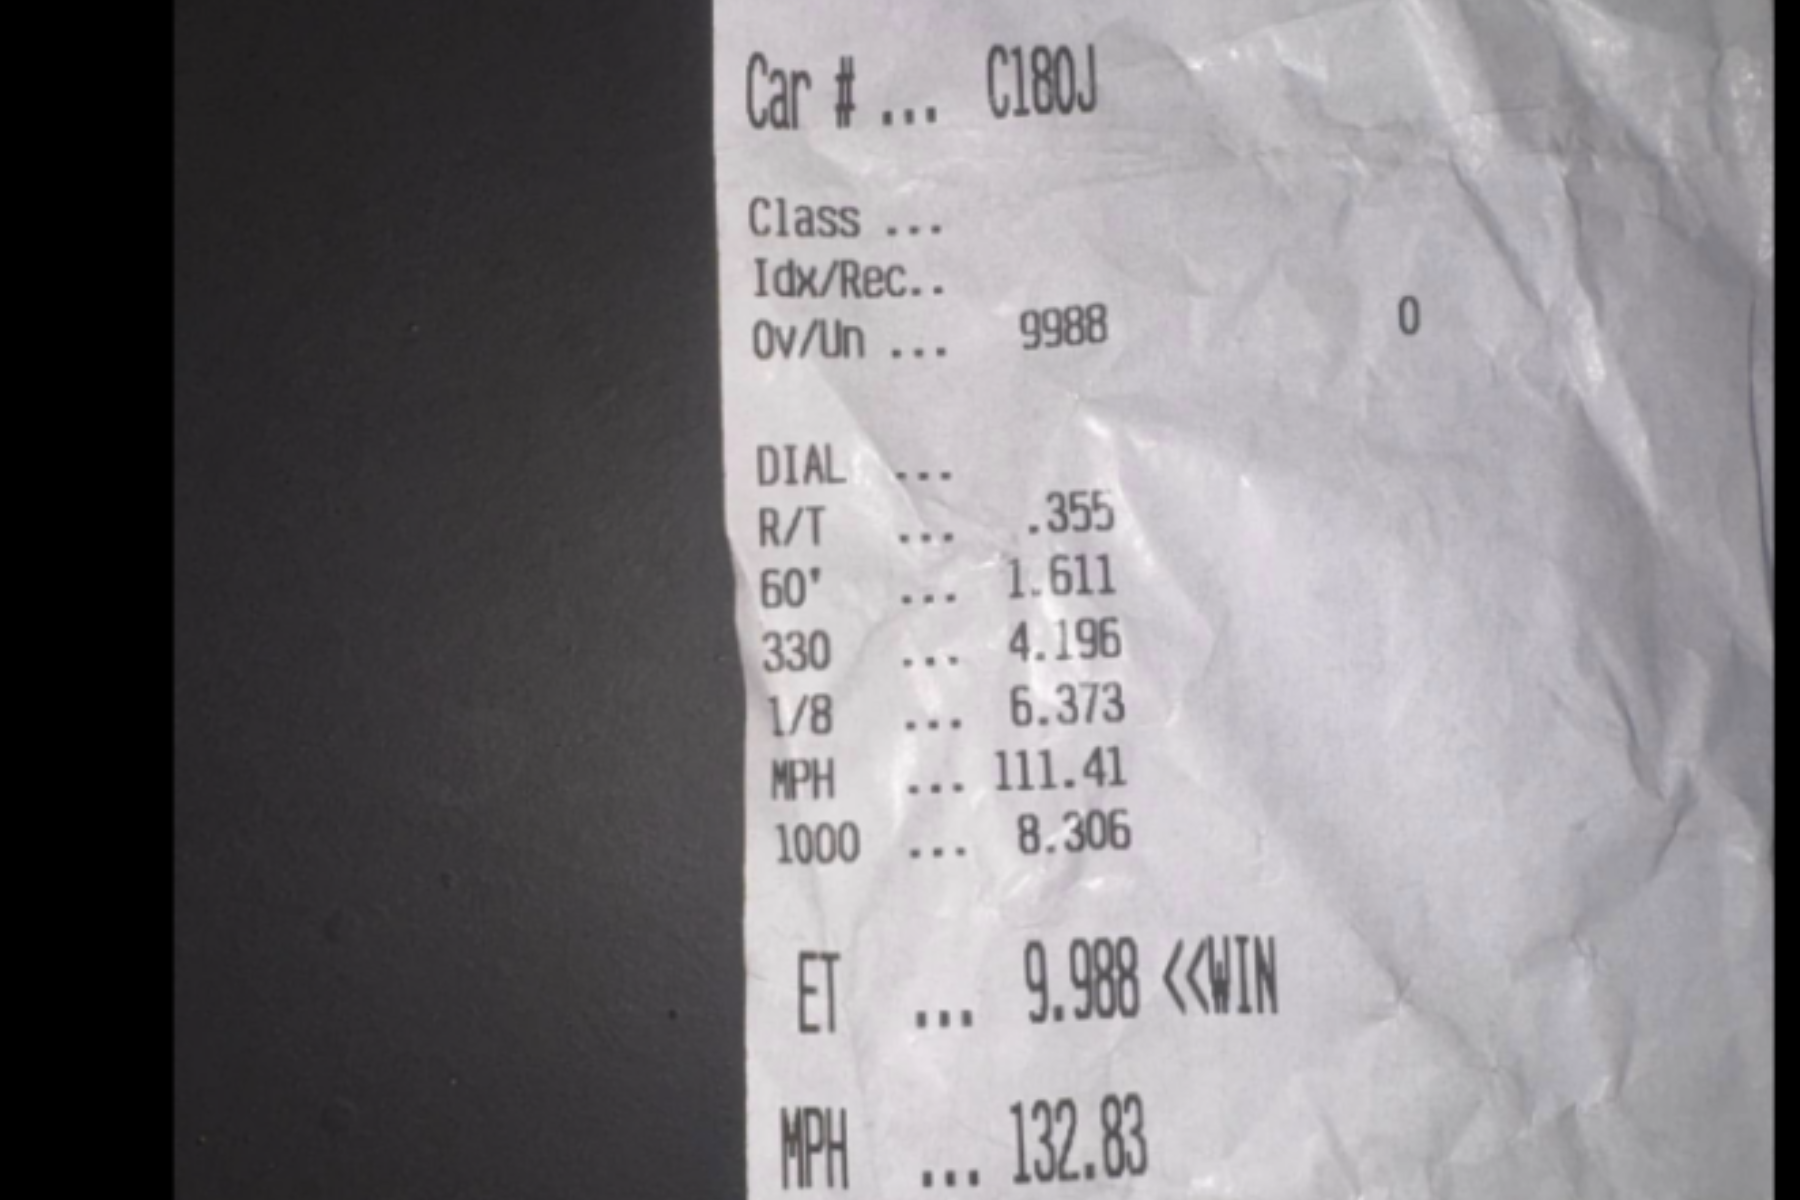 Car # ... C180J
Class ...
Idx/Rec..
Ov/Un ... 9988 0
DIAL ...
R/T ... .355
60' ... 1.611
330 ... 4.196
1/8 ... 6.373
MPH ... 111.41
1000 ... 8.306
ET ... 9.988 <<WIN
MPH ... 132.83